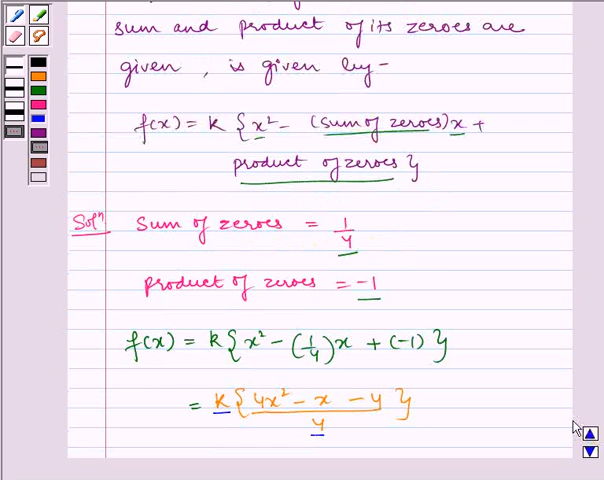 sum and product of its zeroes are
given, is given by-
f(x) = k {x² - (sum of zeroes)x +
product of zeroes}
Solⁿ sum of zeroes = 1/4
product of zeroes = -1
f(x) = k{x² - (1/4)x + (-1)}
= k{(4x² - x - 4)/4}